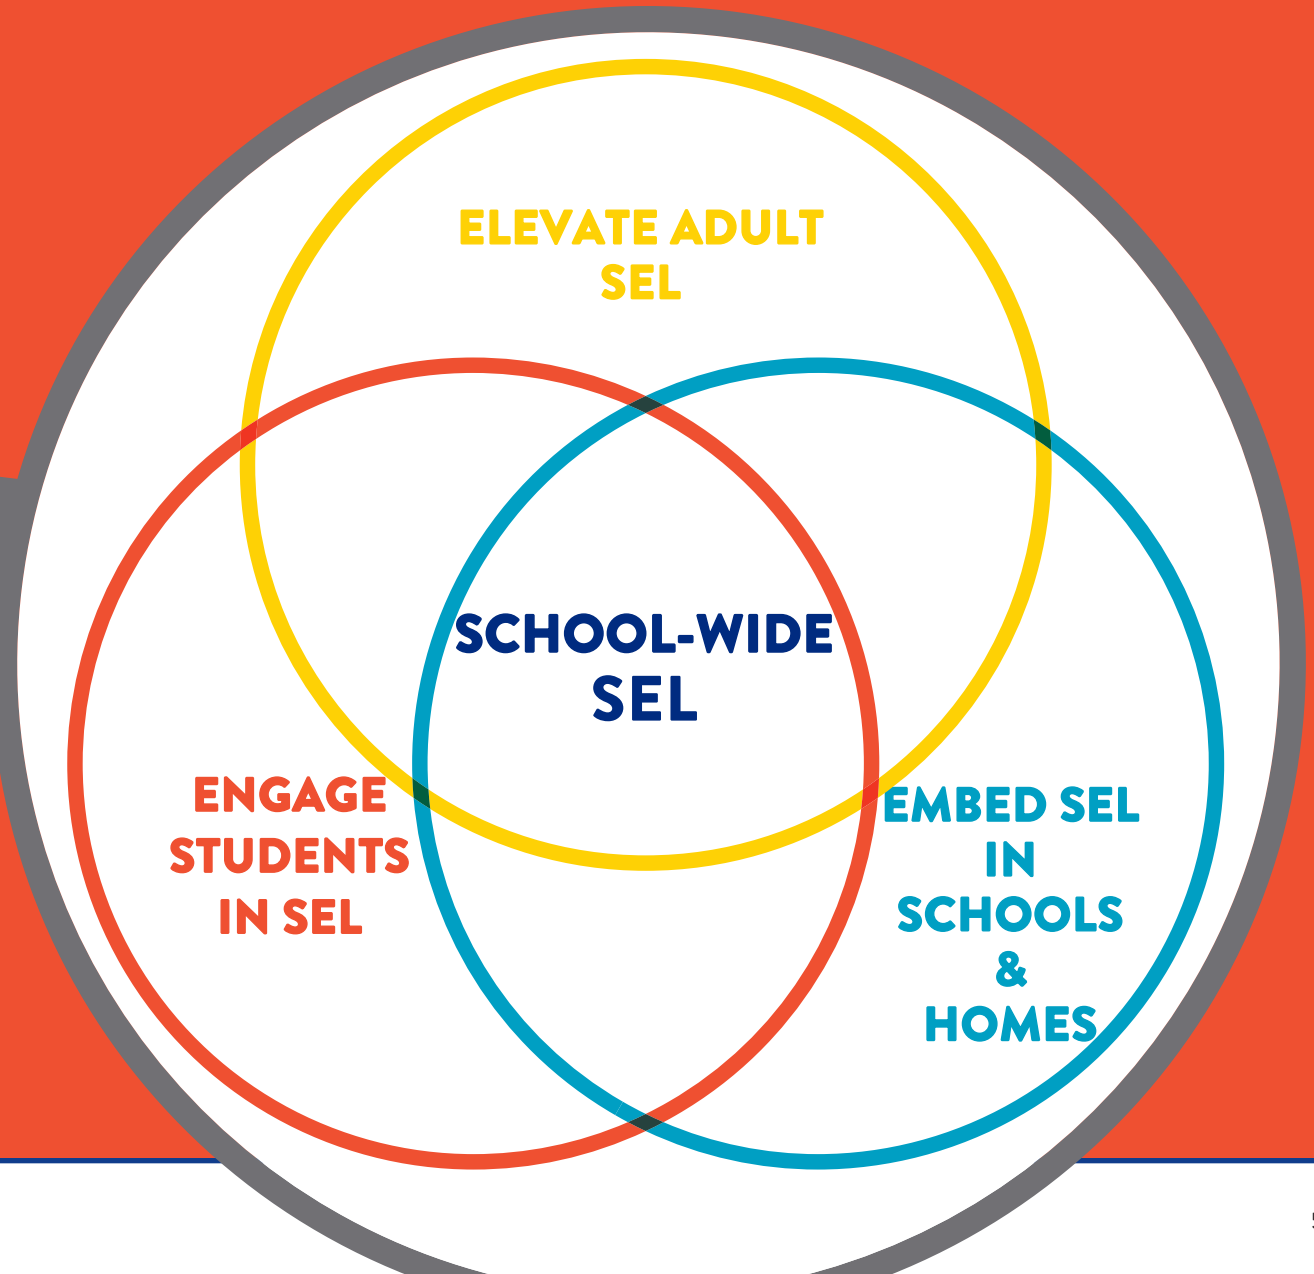 ELEVATE ADULT
SEL
SCHOOL-WIDE
SEL
ENGAGE
STUDENTS
IN SEL
EMBED SEL
IN
SCHOOLS
&
HOMES